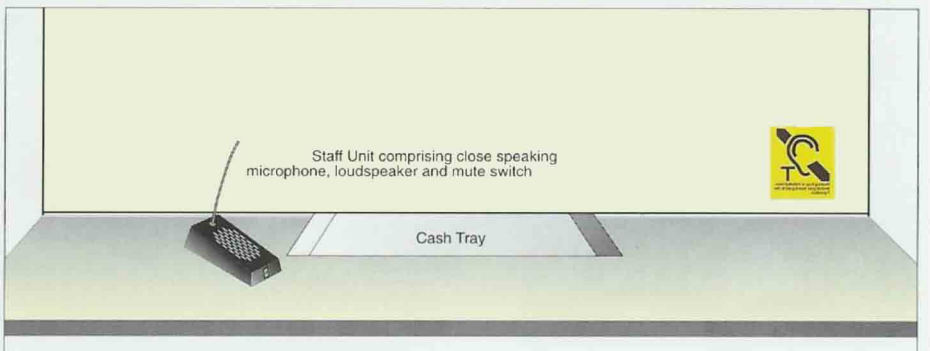 Staff Unit comprising close speaking
microphone, loudspeaker and mute switch
T
Cash Tray